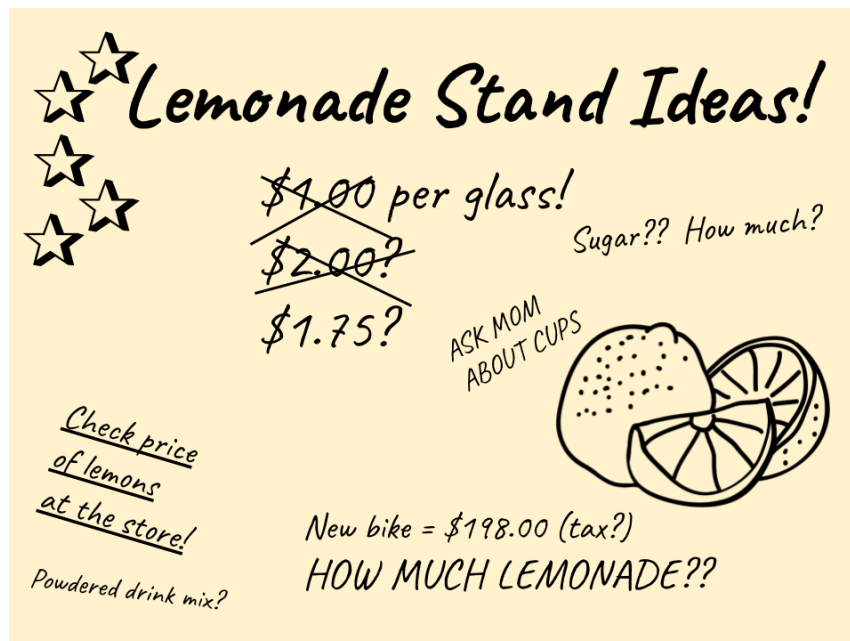 Lemonade Stand Ideas!
$1.00 per glass!
Sugar?? How much?
$2.00?
$1.75?
ASK MOM
ABOUT CUPS
Check price
of lemons
at the store!
Powdered drink mix?
New bike = $198.00 (tax?)
HOW MUCH LEMONADE??